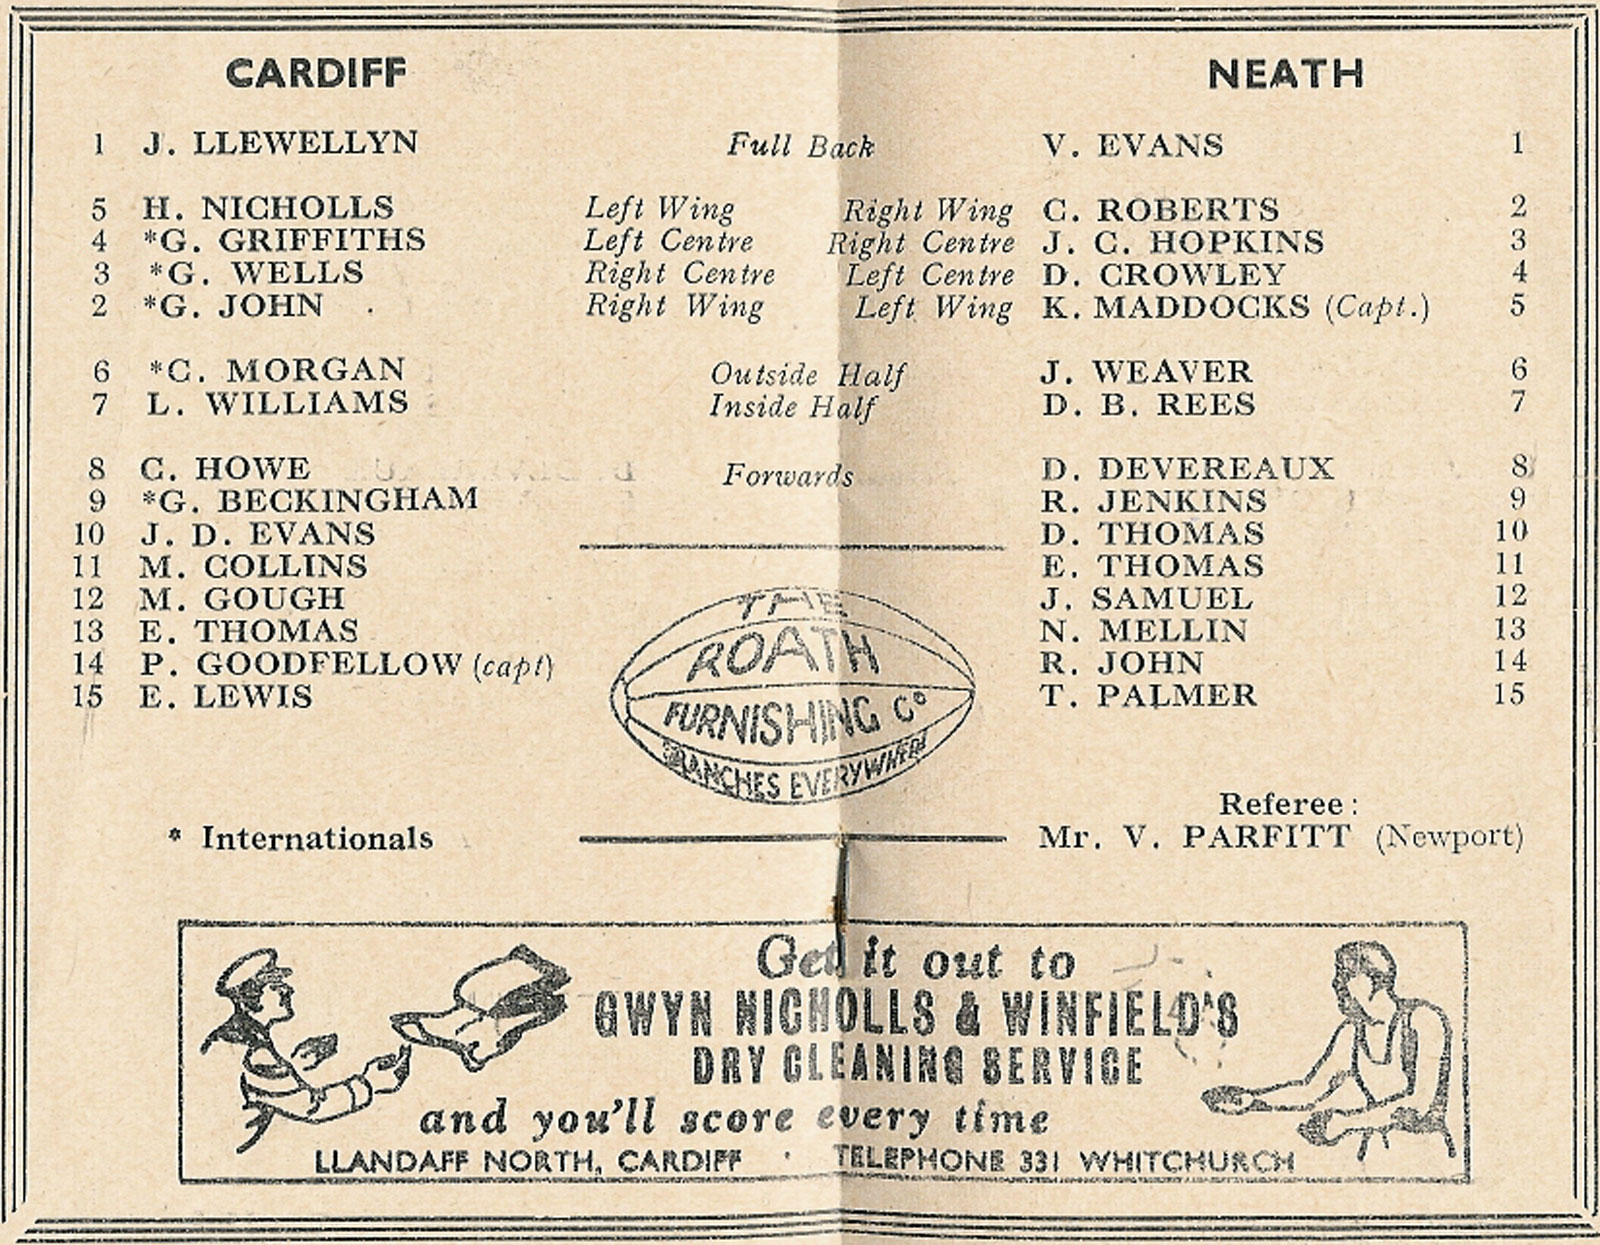 CARDIFF NEATH
1 J. LLEWELLYN Full Back V. EVANS 1
5 H. NICHOLLS Left Wing Right Wing C. ROBERTS 2
4 *G. GRIFFITHS Left Centre Right Centre J. C. HOPKINS 3
3 *G. WELLS Right Centre Left Centre D. CROWLEY 4
2 *G. JOHN Right Wing Left Wing K. MADDOCKS (Capt.) 5
6 *C. MORGAN Outside Half J. WEAVER 6
7 L. WILLIAMS Inside Half D. B. REES 7
8 C. HOWE Forwards D. DEVEREAUX 8
9 *G. BECKINGHAM R. JENKINS 9
10 J. D. EVANS D. THOMAS 10
11 M. COLLINS E. THOMAS 11
12 M. GOUGH J. SAMUEL 12
13 E. THOMAS N. MELLIN 13
14 P. GOODFELLOW (capt) R. JOHN 14
15 E. LEWIS T. PALMER 15
THE
ROATH
FURNISHING Co
BRANCHES EVERYWHERE
Referee:
* Internationals Mr. V. PARFITT (Newport)
Get it out to
GWYN NICHOLLS & WINFIELD'S
DRY CLEANING SERVICE
and you'll score every time
LLANDAFF NORTH, CARDIFF · TELEPHONE 331 WHITCHURCH